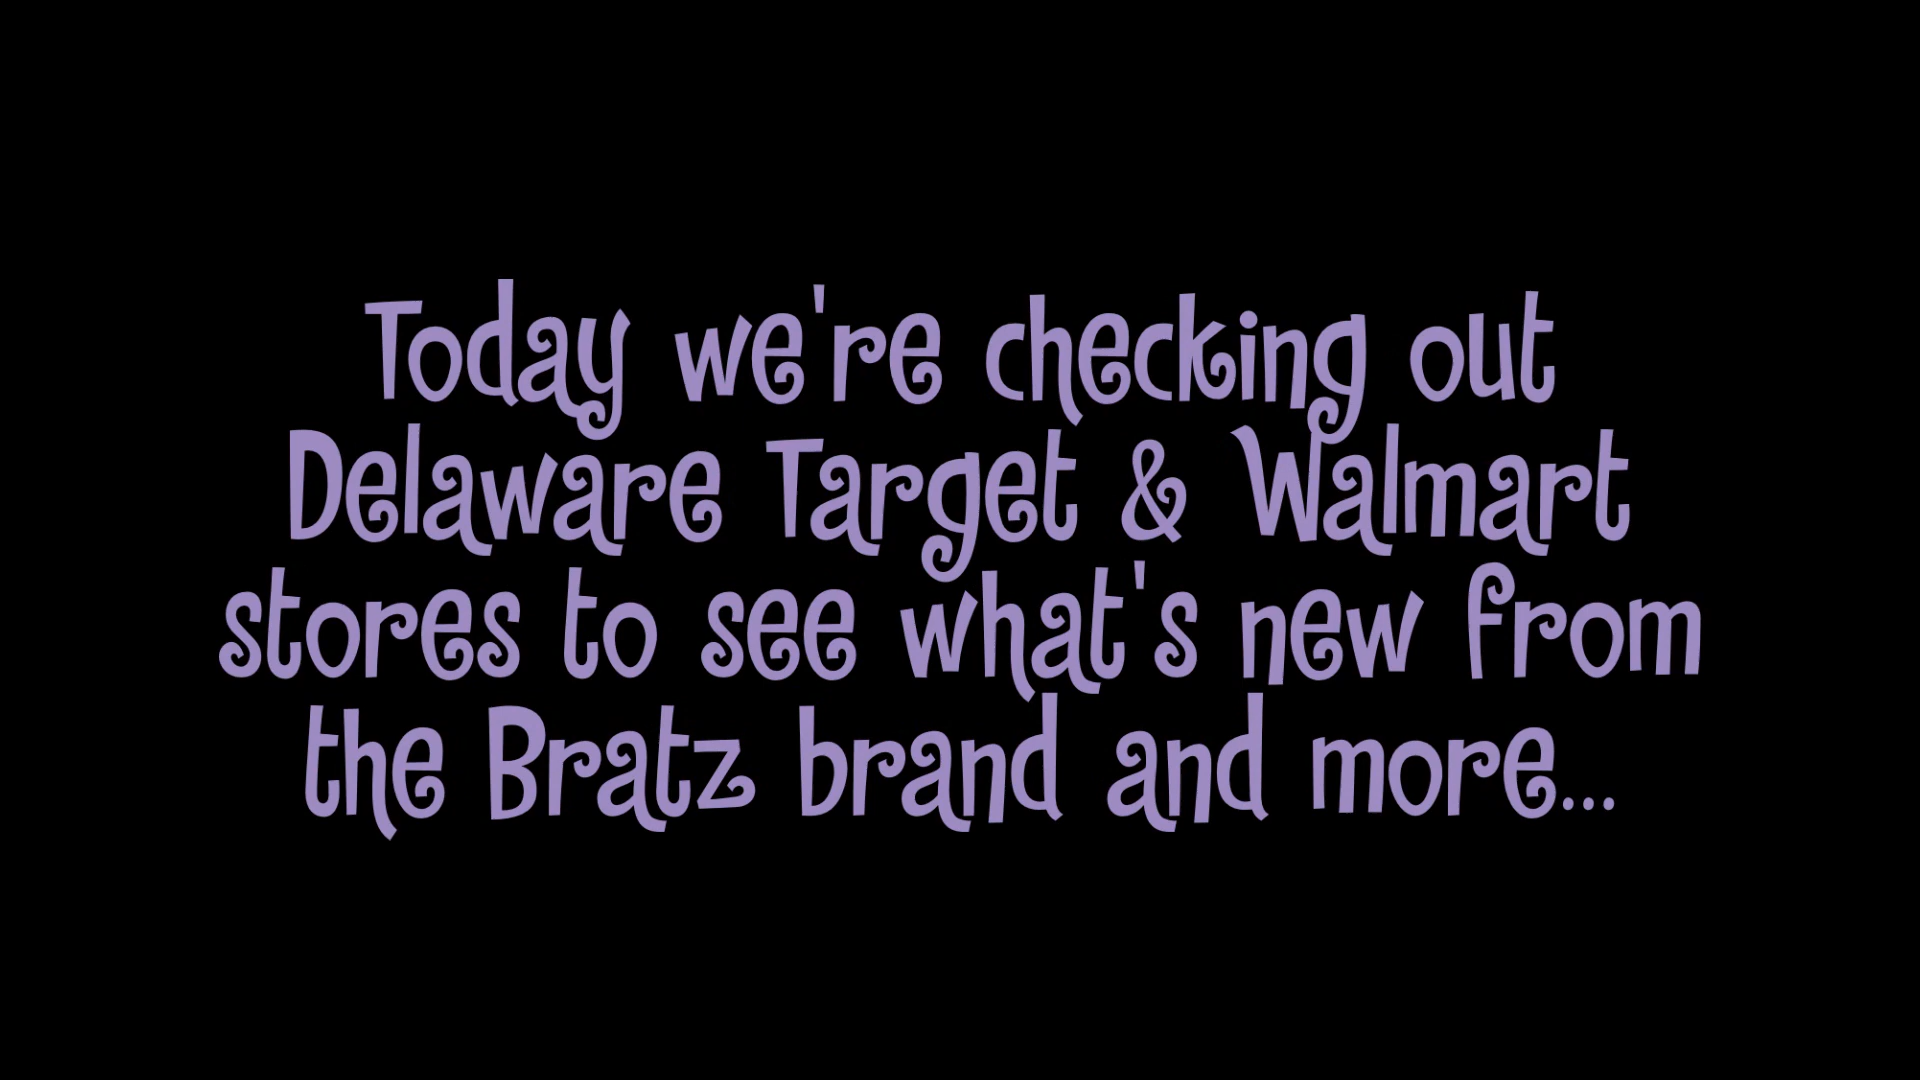 Today we're checking out
Delaware Target & Walmart
stores to see what's new from
the Bratz brand and more...